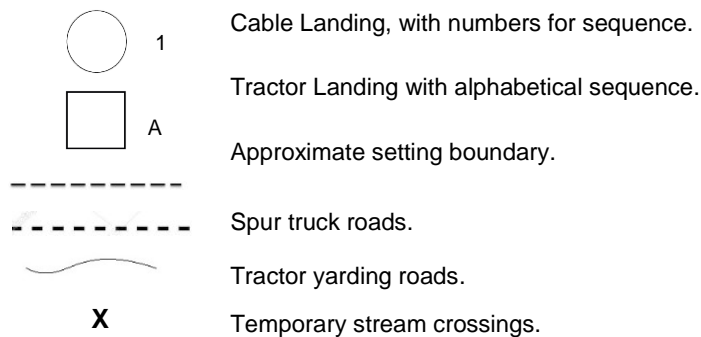 Cable Landing, with numbers for sequence.
1
Tractor Landing with alphabetical sequence.
A
Approximate setting boundary.
Spur truck roads.
Tractor yarding roads.
X
Temporary stream crossings.